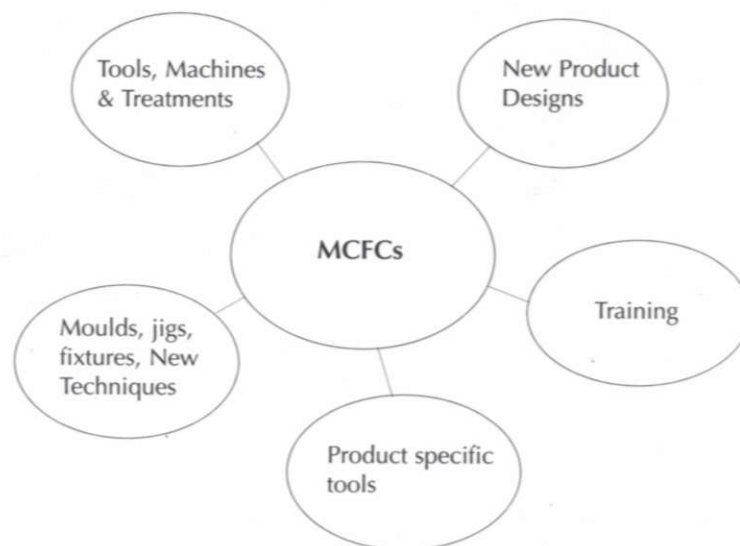 Tools, Machines
& Treatments
New Product
Designs
MCFCs
Training
Moulds, jigs,
fixtures, New
Techniques
Product specific
tools